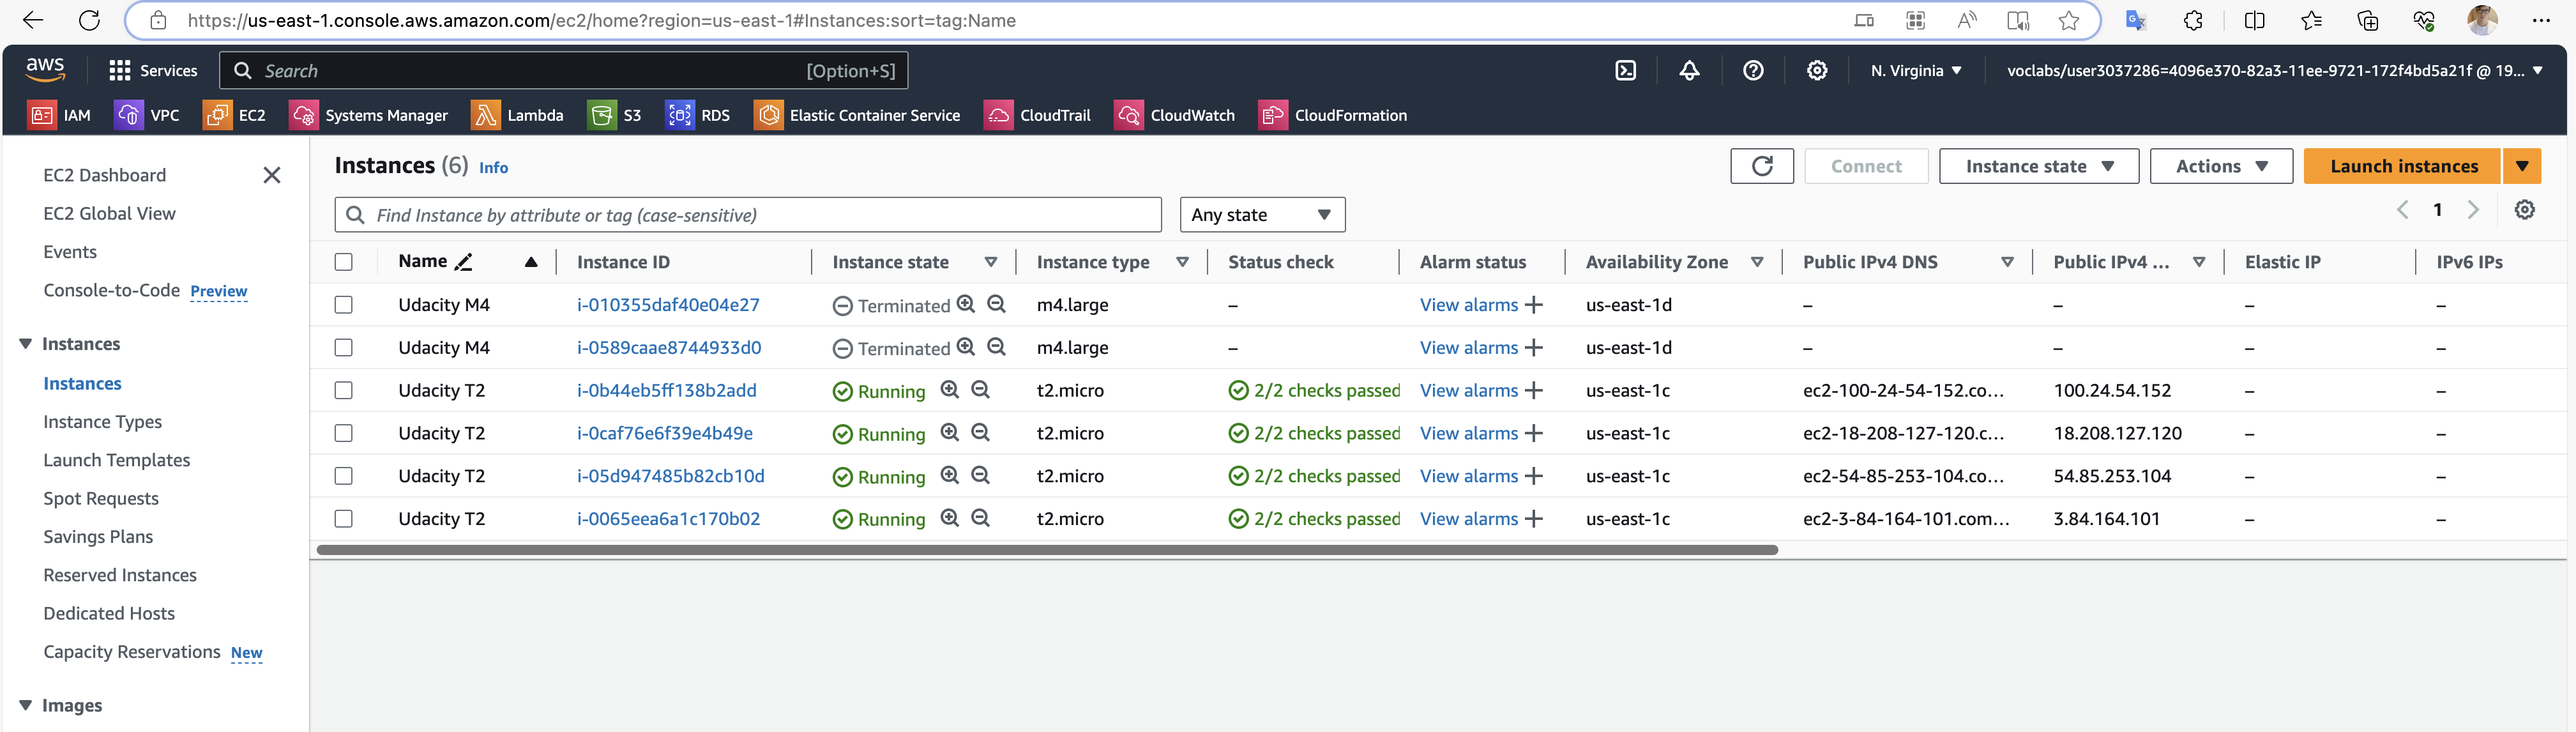 https://us-east-1.console.aws.amazon.com/ec2/home?region=us-east-1#Instances:sort=tag:Name
aws Services Search [Option+S] N. Virginia voclabs/user3037286=4096e370-82a3-11ee-9721-172f4bd5a21f @ 19...
IAM VPC EC2 Systems Manager Lambda S3 RDS Elastic Container Service CloudTrail CloudWatch CloudFormation
EC2 Dashboard
EC2 Global View
Events
Console-to-Code Preview
Instances
Instances
Instance Types
Launch Templates
Spot Requests
Savings Plans
Reserved Instances
Dedicated Hosts
Capacity Reservations New
Images
Instances (6) Info Connect Instance state Actions Launch instances
Find Instance by attribute or tag (case-sensitive) Any state 1
Name Instance ID Instance state Instance type Status check Alarm status Availability Zone Public IPv4 DNS Public IPv4 ... Elastic IP IPv6 IPs
Udacity M4 i-010355daf40e04e27 Terminated m4.large – View alarms + us-east-1d – – – –
Udacity M4 i-0589caae8744933d0 Terminated m4.large – View alarms + us-east-1d – – – –
Udacity T2 i-0b44eb5ff138b2add Running t2.micro 2/2 checks passed View alarms + us-east-1c ec2-100-24-54-152.co... 100.24.54.152 – –
Udacity T2 i-0caf76e6f39e4b49e Running t2.micro 2/2 checks passed View alarms + us-east-1c ec2-18-208-127-120.c... 18.208.127.120 – –
Udacity T2 i-05d947485b82cb10d Running t2.micro 2/2 checks passed View alarms + us-east-1c ec2-54-85-253-104.co... 54.85.253.104 – –
Udacity T2 i-0065eea6a1c170b02 Running t2.micro 2/2 checks passed View alarms + us-east-1c ec2-3-84-164-101.com... 3.84.164.101 – –